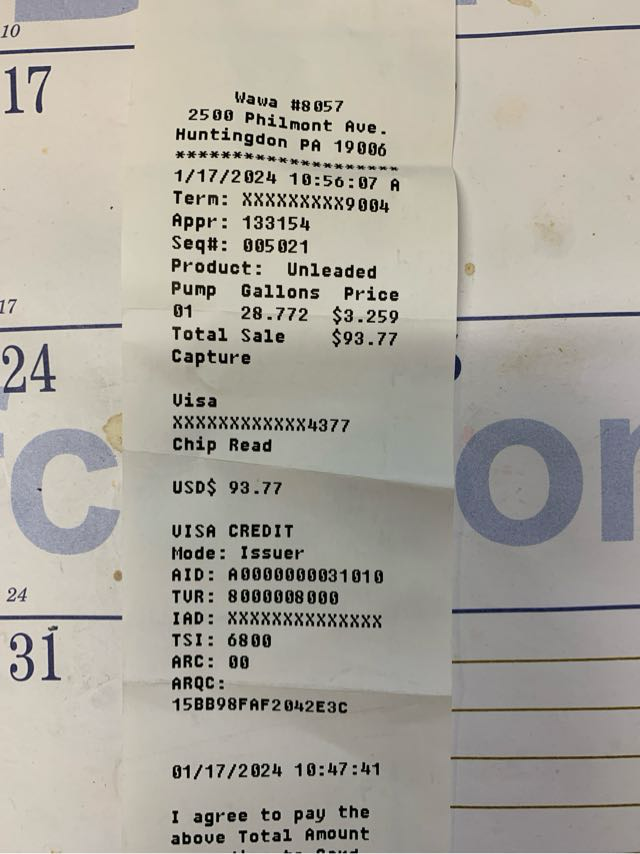 10
17
17
24
24
31
c
on
Wawa #8057
2500 Philmont Ave.
Huntingdon PA 19006
********************
1/17/2024 10:56:07 A
Term: XXXXXXXXX9004
Appr: 133154
Seq#: 005021
Product: Unleaded
Pump Gallons Price
01 28.772 $3.259
Total Sale $93.77
Capture
Visa
XXXXXXXXXXXX4377
Chip Read
USD$ 93.77
VISA CREDIT
Mode: Issuer
AID: A0000000031010
TVR: 8000008000
IAD: XXXXXXXXXXXXXX
TSI: 6800
ARC: 00
ARQC:
15BB98FAF2042E3C
01/17/2024 10:47:41
I agree to pay the
above Total Amount